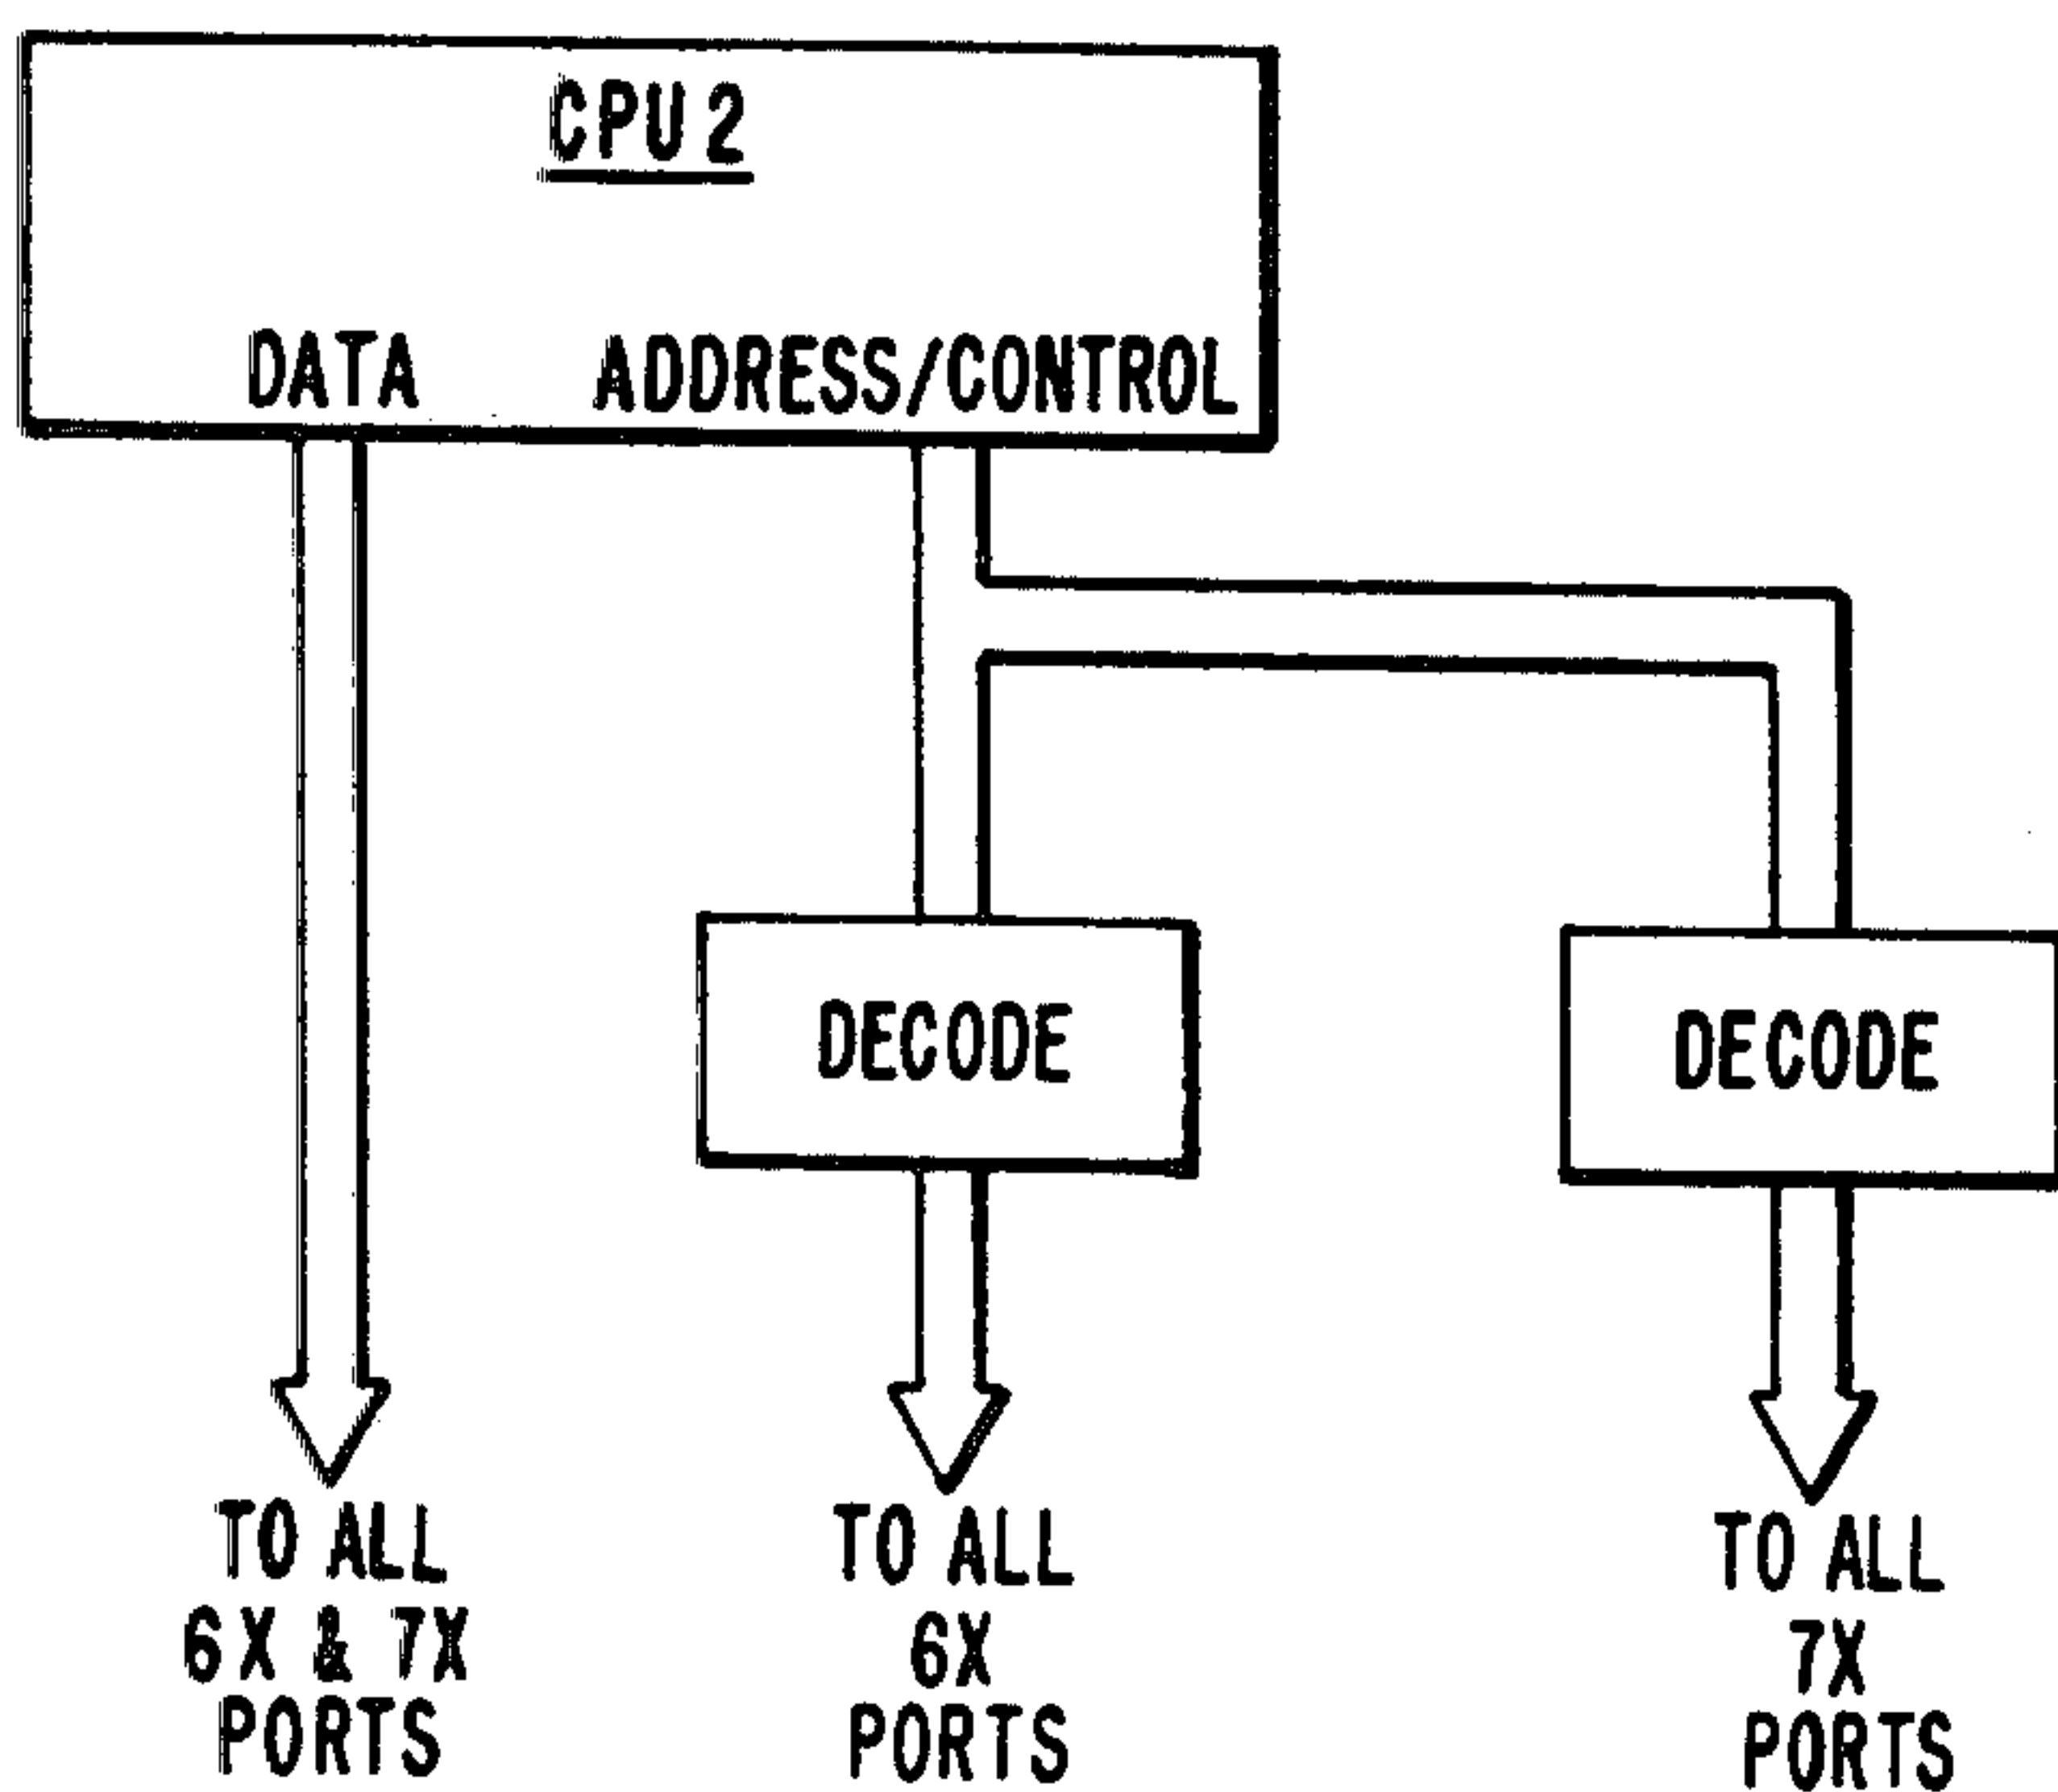 CPU 2
DATA ADDRESS/CONTROL
DECODE
DECODE
TO ALL
6X & 7X
PORTS
TO ALL
6X
PORTS
TO ALL
7X
PORTS